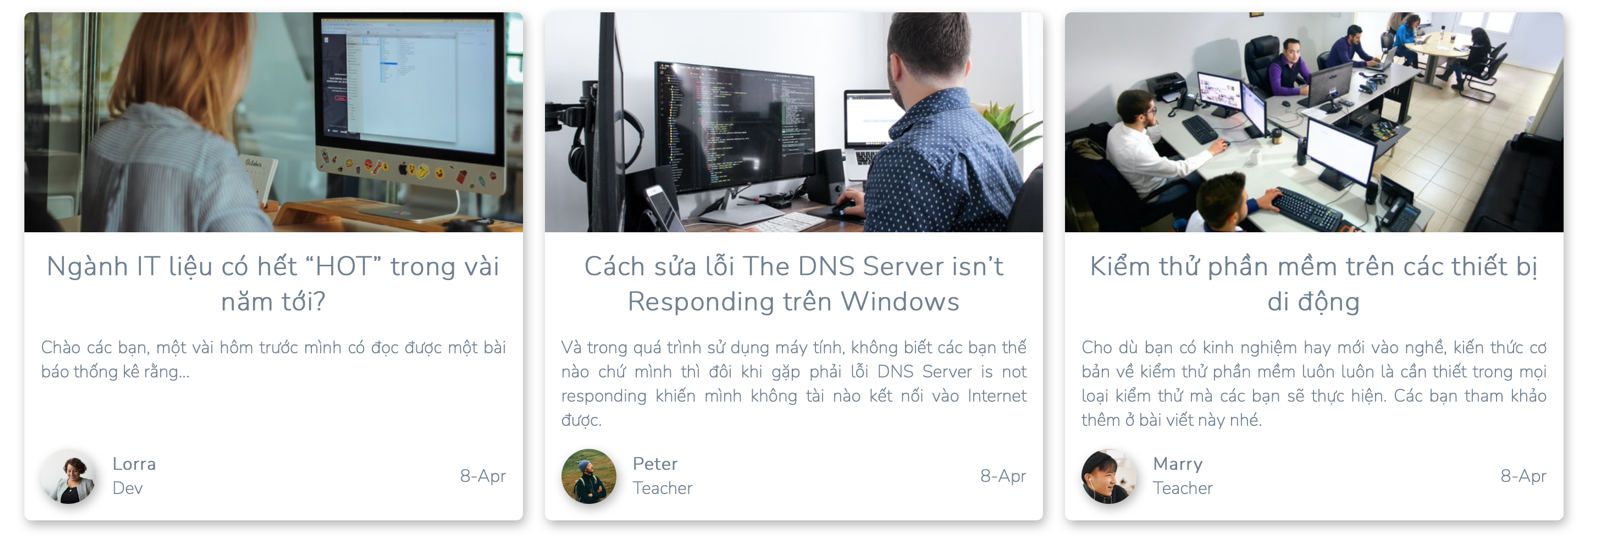 Ngành IT liệu có hết “HOT” trong vài
năm tới?
Chào các bạn, một vài hôm trước mình có đọc được một bài
báo thống kê rằng...
Lorra
Dev
8-Apr
Cách sửa lỗi The DNS Server isn’t
Responding trên Windows
Và trong quá trình sử dụng máy tính, không biết các bạn thế
nào chứ mình thì đôi khi gặp phải lỗi DNS Server is not
responding khiến mình không tài nào kết nối vào Internet
được.
Peter
Teacher
8-Apr
Kiểm thử phần mềm trên các thiết bị
di động
Cho dù bạn có kinh nghiệm hay mới vào nghề, kiến thức cơ
bản về kiểm thử phần mềm luôn luôn là cần thiết trong mọi
loại kiểm thử mà các bạn sẽ thực hiện. Các bạn tham khảo
thêm ở bài viết này nhé.
Marry
Teacher
8-Apr